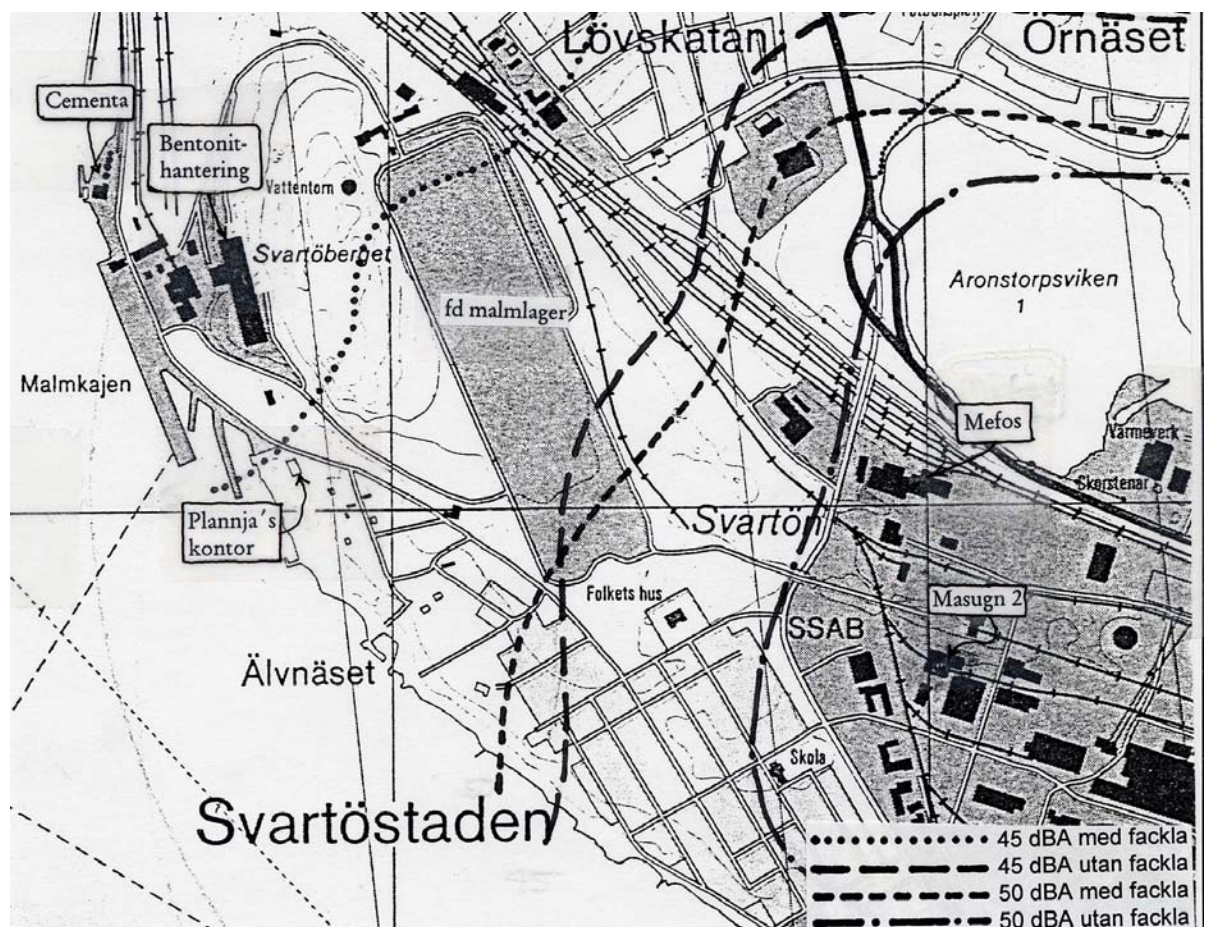 Lövskatan
Örnäset
Cementa
Bentonit-
hantering
Vattentorn
Svartöberget
fd malmlager
Aronstorpsviken
1
Malmkajen
Mefos
Värmeverk
Skorstenar
Plannja´s
kontor
Svartön
Folkets hus
Masugn 2
SSAB
Älvnäset
Skola
Svartöstaden
45 dBA med fackla
45 dBA utan fackla
50 dBA med fackla
50 dBA utan fackla